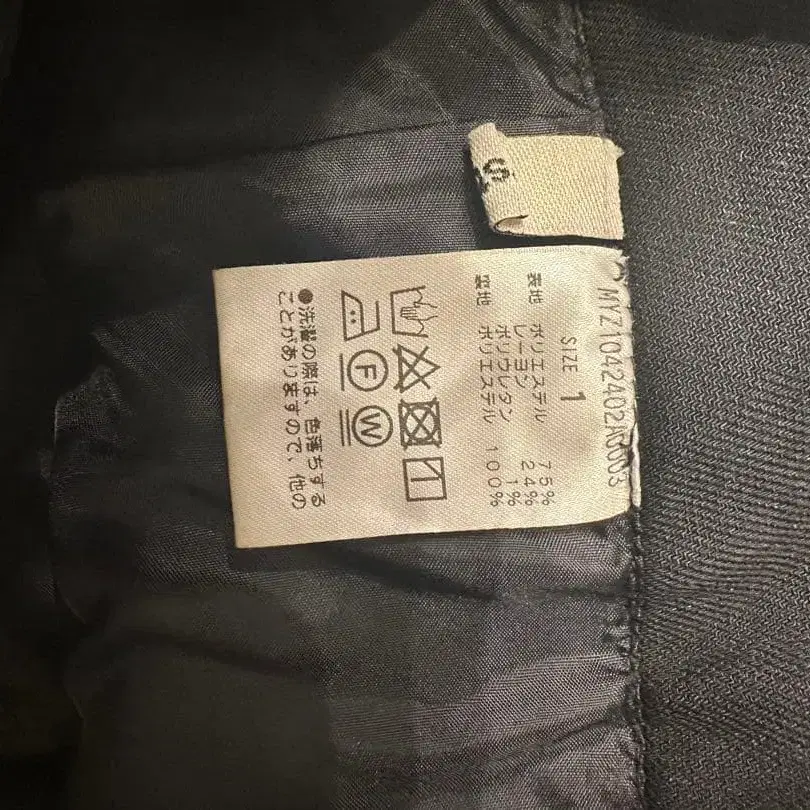 MYZ1042402A0003
SIZE 1
表地 ポリエステル 75%
レーヨン 24%
ポリウレタン 1%
裏地 ポリエステル 100%
F W
●洗濯の際は、色落ちする
ことがありますので、他の